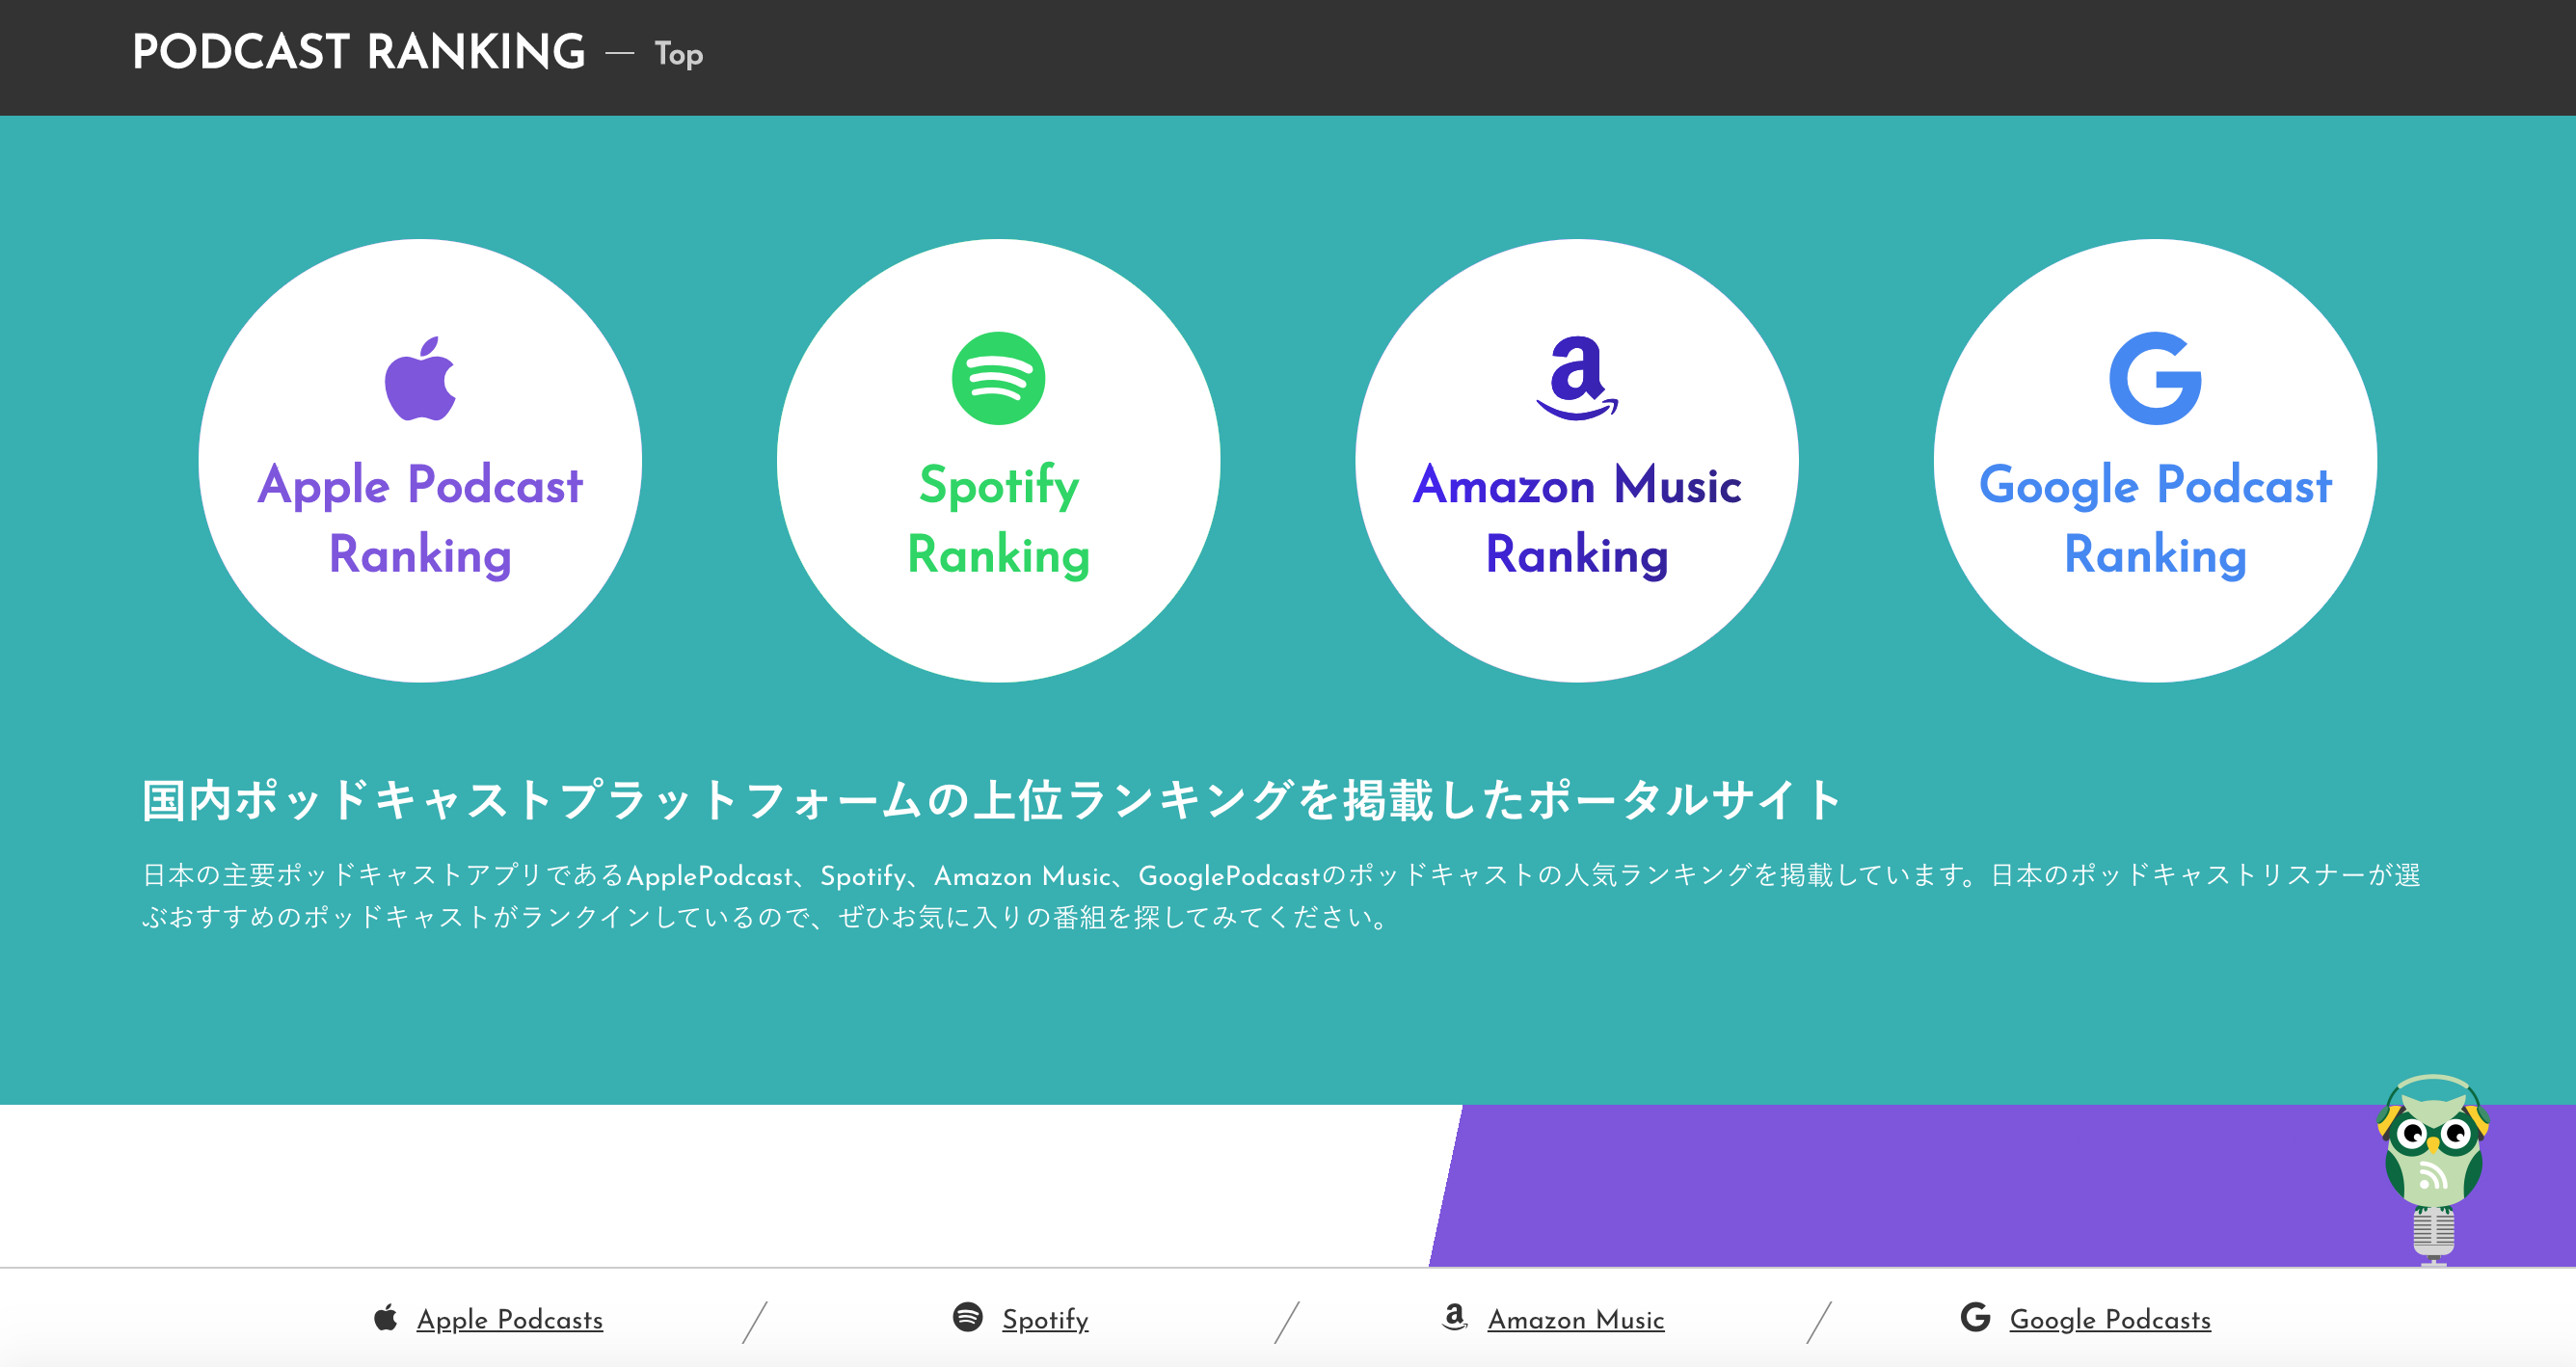 PODCAST RANKING — Top
Apple Podcast
Ranking
Spotify
Ranking
Amazon Music
Ranking
Google Podcast
Ranking
国内ポッドキャストプラットフォームの上位ランキングを掲載したポータルサイト
日本の主要ポッドキャストアプリであるApplePodcast、Spotify、Amazon Music、GooglePodcastのポッドキャストの人気ランキングを掲載しています。日本のポッドキャストリスナーが選
ぶおすすめのポッドキャストがランクインしているので、ぜひお気に入りの番組を探してみてください。
Apple Podcasts / Spotify / Amazon Music / Google Podcasts